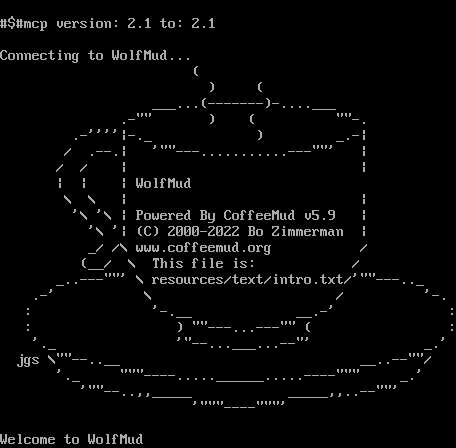 #$#mcp version: 2.1 to: 2.1
Connecting to WolfMud...
WolfMud
Powered By CoffeeMud v5.9
(C) 2000-2022 Bo Zimmerman
www.coffeemud.org
This file is:
resources/text/intro.txt/
jgs
Welcome to WolfMud